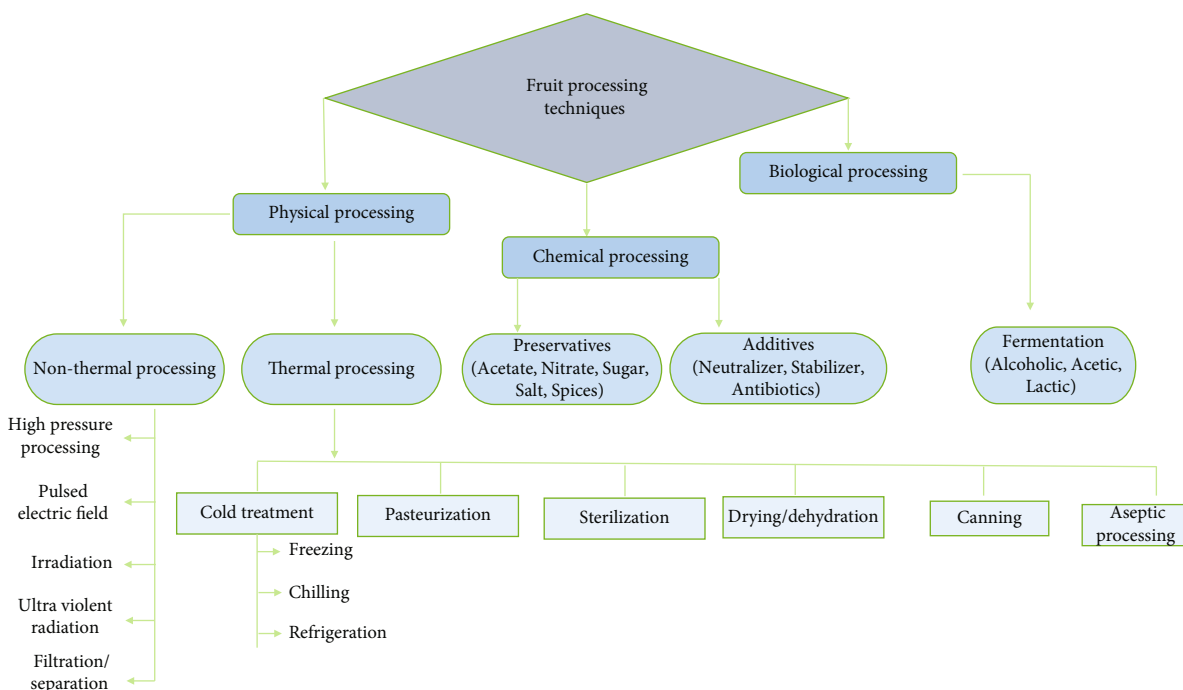 Fruit processing
techniques
Biological processing
Physical processing
Chemical processing
Non-thermal processing
Thermal processing
Preservatives
(Acetate, Nitrate, Sugar,
Salt, Spices)
Additives
(Neutralizer, Stabilizer,
Antibiotics)
Fermentation
(Alcoholic, Acetic,
Lactic)
High pressure
processing
Pulsed
electric field
Irradiation
Ultra violent
radiation
Filtration/
separation
Cold treatment
Pasteurization
Sterilization
Drying/dehydration
Canning
Aseptic
processing
Freezing
Chilling
Refrigeration